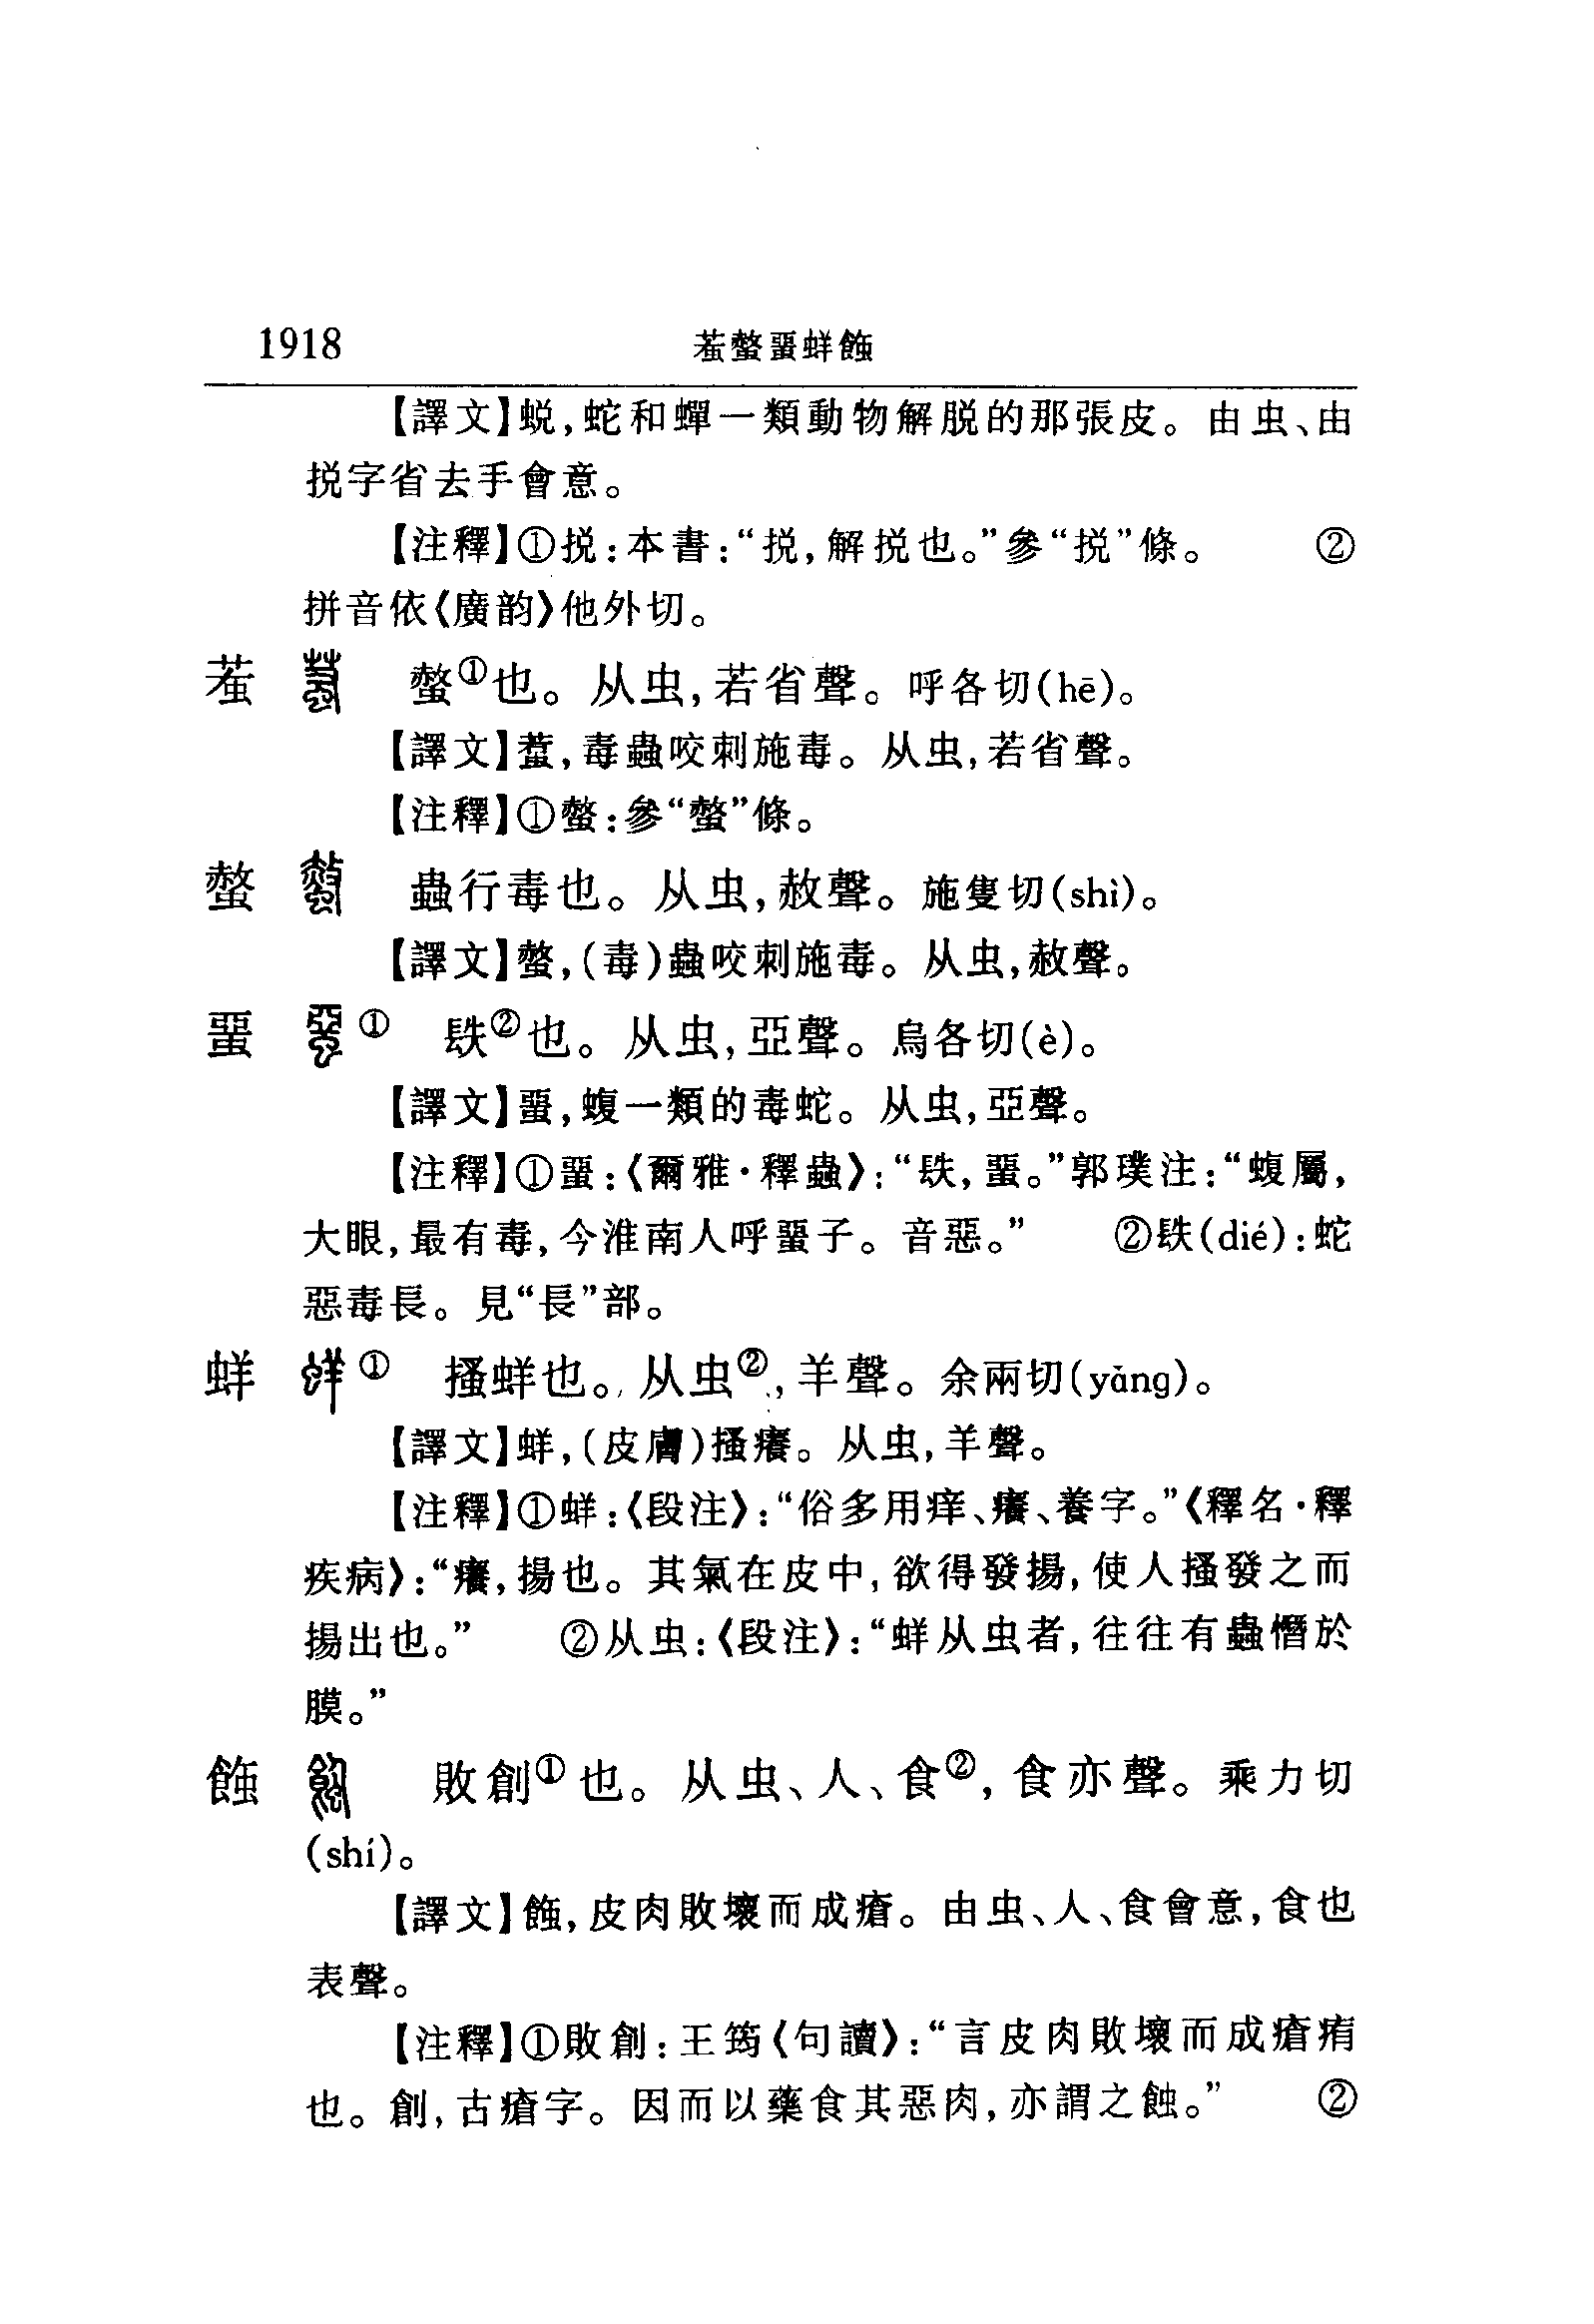 1918 䖧螫蝁蛘䬵
【譯文】蜕，蛇和蟬一類動物解脱的那張皮。由虫、由
挩字省去手會意。
【注釋】①挩：本書：“挩，解挩也。”參“挩”條。 ②
拼音依《廣韵》他外切。
䖧 螫①也。从虫，若省聲。呼各切(hē)。
【譯文】䖧，毒蟲咬刺施毒。从虫，若省聲。
【注釋】①螫：參“螫”條。
螫 蟲行毒也。从虫，赦聲。施隻切(shì)。
【譯文】螫，(毒)蟲咬刺施毒。从虫，赦聲。
蝁 ① 镻②也。从虫，亞聲。烏各切(è)。
【譯文】蝁，蝮一類的毒蛇。从虫，亞聲。
【注釋】①蝁：《爾雅·釋蟲》：“镻，蝁。”郭璞注：“蝮屬，
大眼，最有毒，今淮南人呼蝁子。音惡。” ②镻(dié)：蛇
惡毒長。見“長”部。
蛘 ① 搔蛘也。从虫②，羊聲。余兩切(yǎng)。
【譯文】蛘，(皮膚)搔癢。从虫，羊聲。
【注釋】①蛘：《段注》：“俗多用痒、癢、養字。”《釋名·釋
疾病》：“癢，揚也。其氣在皮中，欲得發揚，使人搔發之而
揚出也。” ②从虫：《段注》：“蛘从虫者，往往有蟲憯於
膜。”
䬵 敗創①也。从虫、人、食②，食亦聲。乘力切
(shí)。
【譯文】䬵，皮肉敗壞而成瘡。由虫、人、食會意，食也
表聲。
【注釋】①敗創：王筠《句讀》：“言皮肉敗壞而成瘡痏
也。創，古瘡字。因而以藥食其惡肉，亦謂之蝕。” ②